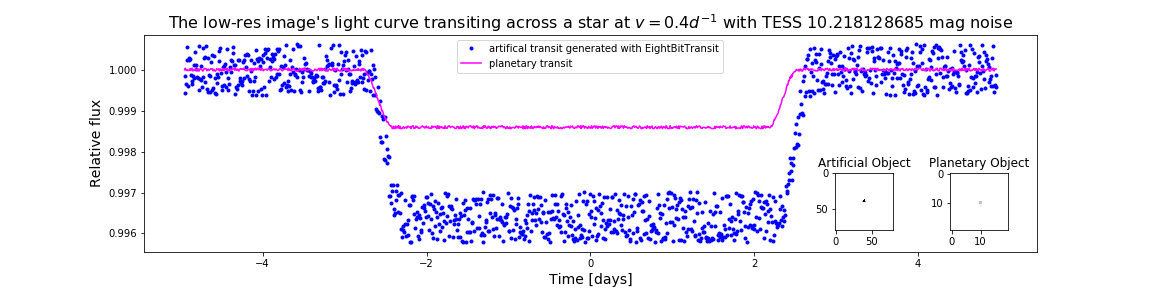 The low-res image's light curve transiting across a star at v = 0.4d⁻¹ with TESS 10.218128685 mag noise
artifical transit generated with EightBitTransit
planetary transit
Relative flux
1.000
0.999
0.998
0.997
0.996
Artificial Object
0
50
0 50
Planetary Object
0
10
0 10
−4 −2 0 2 4
Time [days]